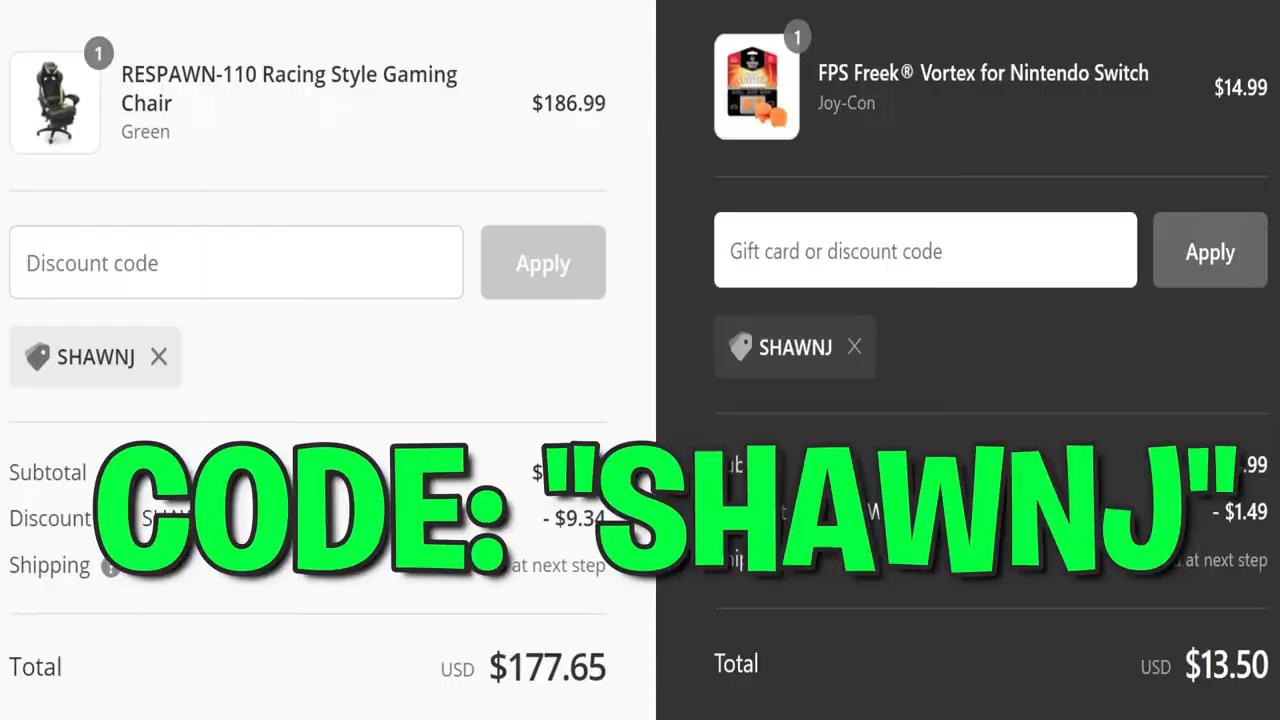 1
RESPAWN-110 Racing Style Gaming
Chair
Green
$186.99
Discount code
Apply
SHAWNJ
Subtotal
$
Discount
- $9.34
Shipping
at next step
Total
USD $177.65
1
FPS Freek® Vortex for Nintendo Switch
Joy-Con
$14.99
Gift card or discount code
Apply
SHAWNJ
.99
- $1.49
at next step
Total
USD $13.50
CODE: "SHAWNJ"